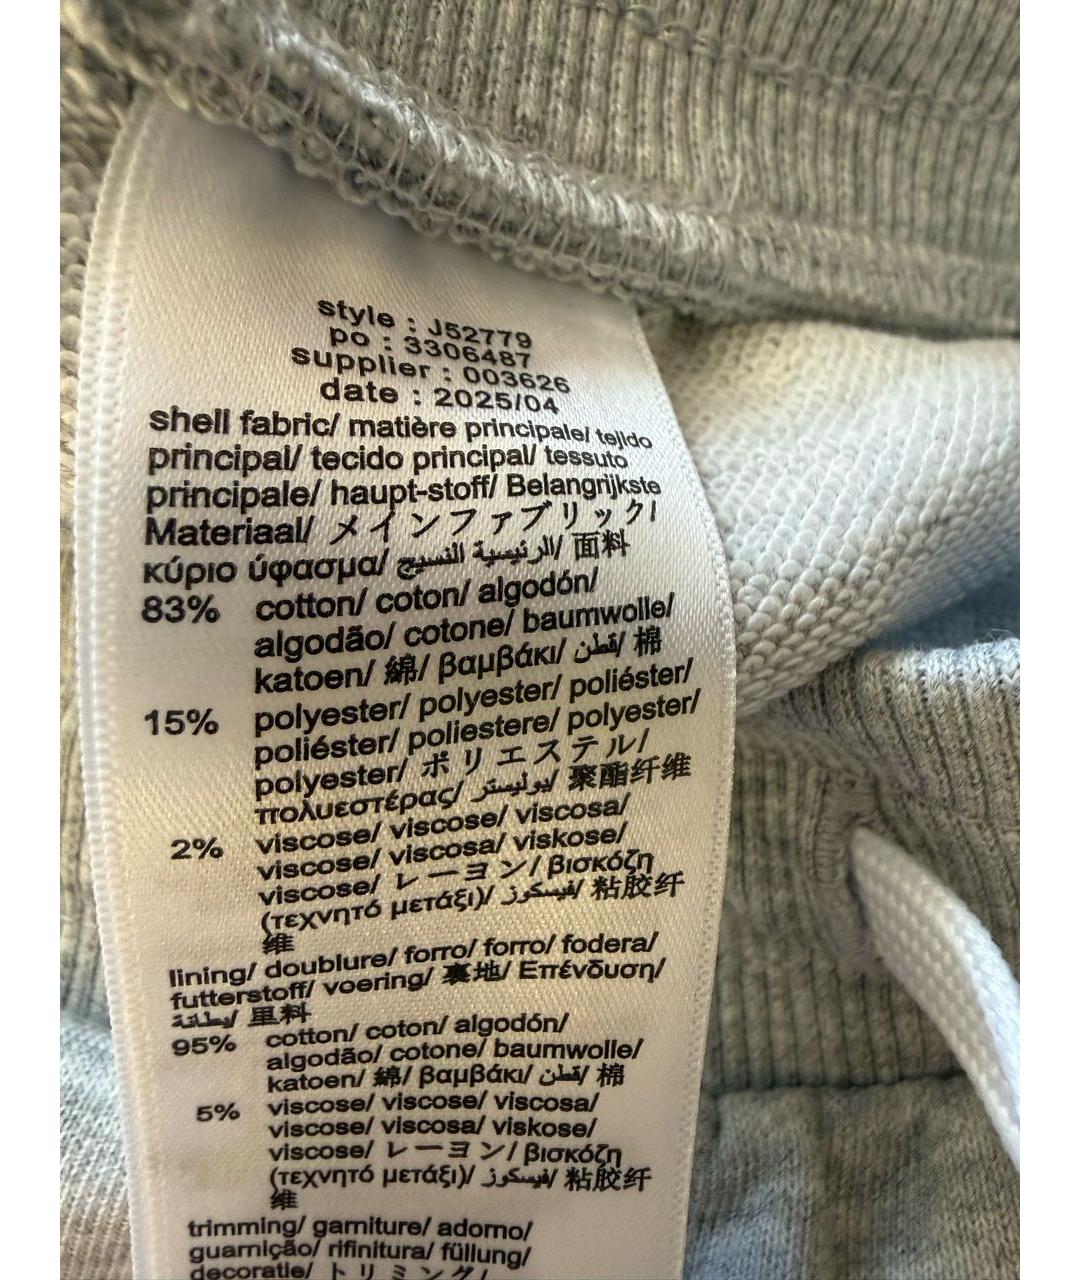 style : J52779
po : 3306487
supplier : 003626
date : 2025/04
shell fabric/ matière principale/ tejido
principal/ tecido principal/ tessuto
principale/ haupt-stoff/ Belangrijkste
Materiaal/ メインファブリック/
κύριο ύφασμα/ الرئيسية النسيج/ 面料
83% cotton/ coton/ algodón/
algodão/ cotone/ baumwolle/
katoen/ 綿/ βαμβάκι/ قطن/ 棉
15% polyester/ polyester/ poliéster/
poliéster/ poliestere/ polyester/
polyester/ ポリエステル/
πολυεστέρας/ بوليستر/ 聚酯纤维
2% viscose/ viscose/ viscosa/
viscose/ viscosa/ viskose/
viscose/ レーヨン/ βισκόζη
(τεχνητό μετάξι)/ فيسكوز/ 粘胶纤
维
lining/ doublure/ forro/ forro/ fodera/
futterstoff/ voering/ 裏地/ Επένδυση/
بطانة/ 里料
95% cotton/ coton/ algodón/
algodão/ cotone/ baumwolle/
katoen/ 綿/ βαμβάκι/ قطن/ 棉
5% viscose/ viscose/ viscosa/
viscose/ viscosa/ viskose/
viscose/ レーヨン/ βισκόζη
(τεχνητό μετάξι)/ فيسكوز/ 粘胶纤
维
trimming/ garniture/ adorno/
guarnição/ rifinitura/ füllung/
decoratie/ トリミング/